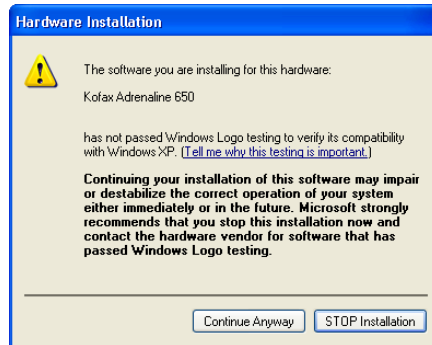 Hardware Installation
The software you are installing for this hardware:
Kofax Adrenaline 650
has not passed Windows Logo testing to verify its compatibility
with Windows XP. (Tell me why this testing is important.)
Continuing your installation of this software may impair
or destabilize the correct operation of your system
either immediately or in the future. Microsoft strongly
recommends that you stop this installation now and
contact the hardware vendor for software that has
passed Windows Logo testing.
Continue Anyway STOP Installation